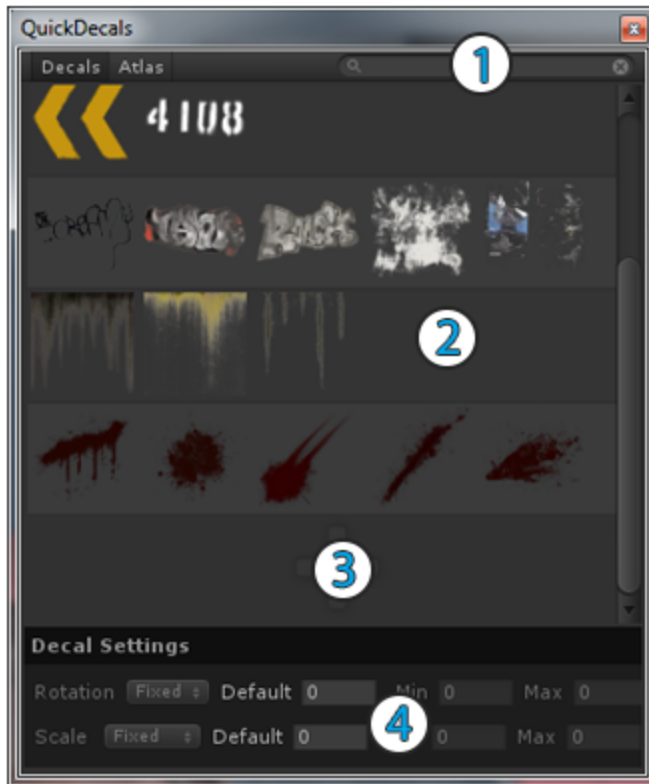 QuickDecals
Decals Atlas
1
4108
2
3
Decal Settings
Rotation Fixed Default 0 Min 0 Max 0
Scale Fixed Default 0 4 0 Max 0